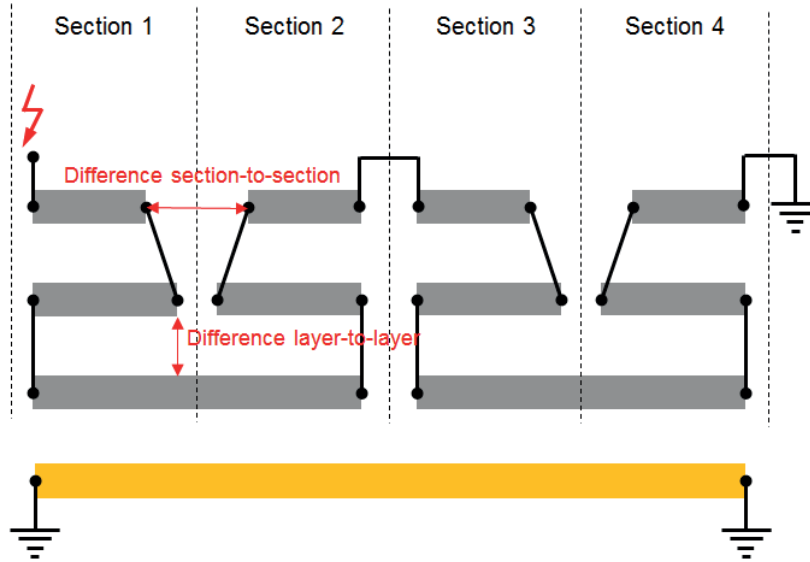 Section 1
Section 2
Section 3
Section 4
Difference section-to-section
Difference layer-to-layer